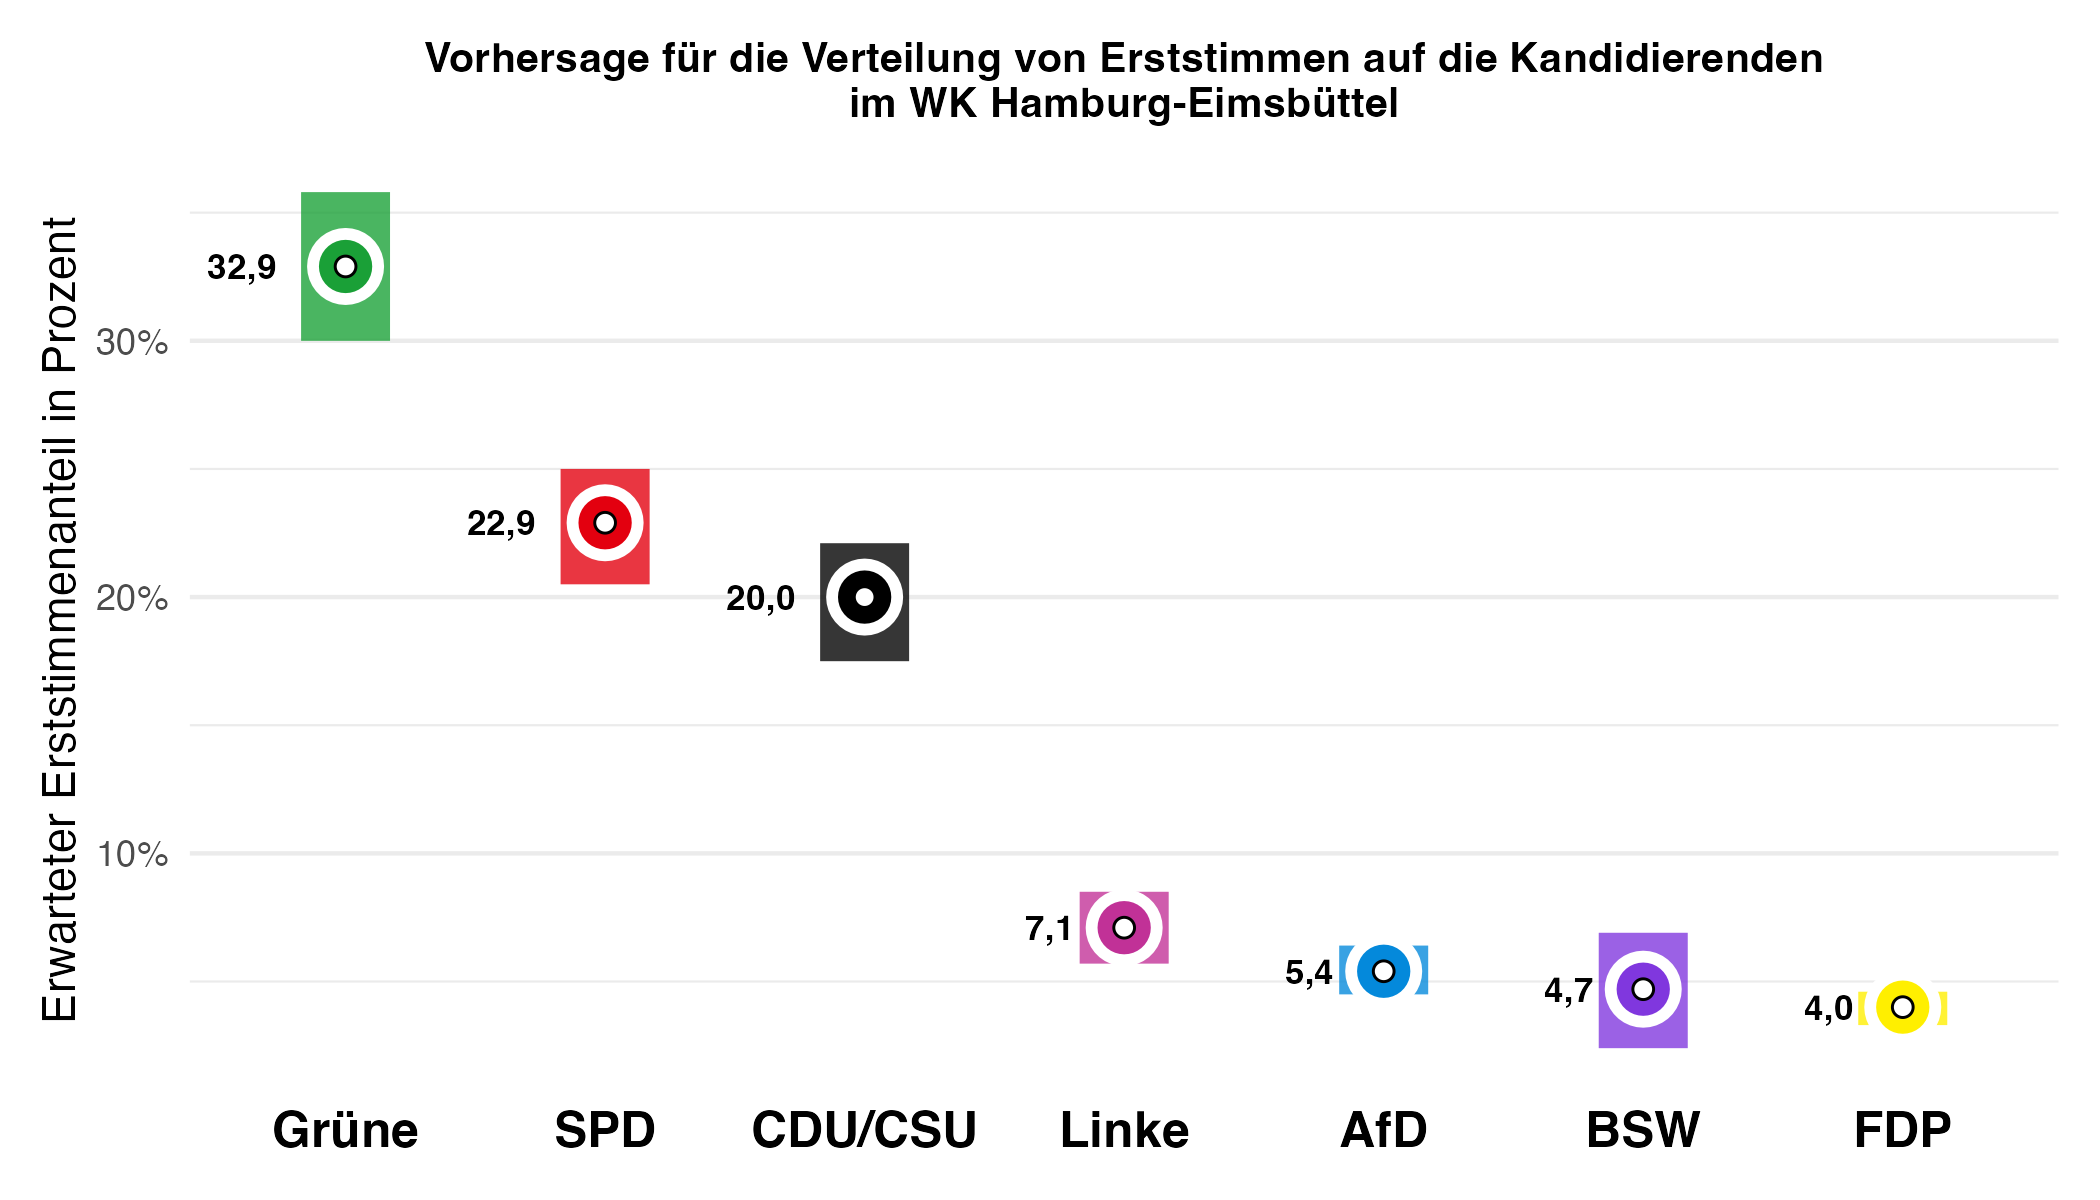 Vorhersage für die Verteilung von Erststimmen auf die Kandidierenden
im WK Hamburg-Eimsbüttel
Erwarteter Erststimmenanteil in Prozent
30%
20%
10%
32,9
22,9
20,0
7,1
5,4
4,7
4,0
Grüne
SPD
CDU/CSU
Linke
AfD
BSW
FDP